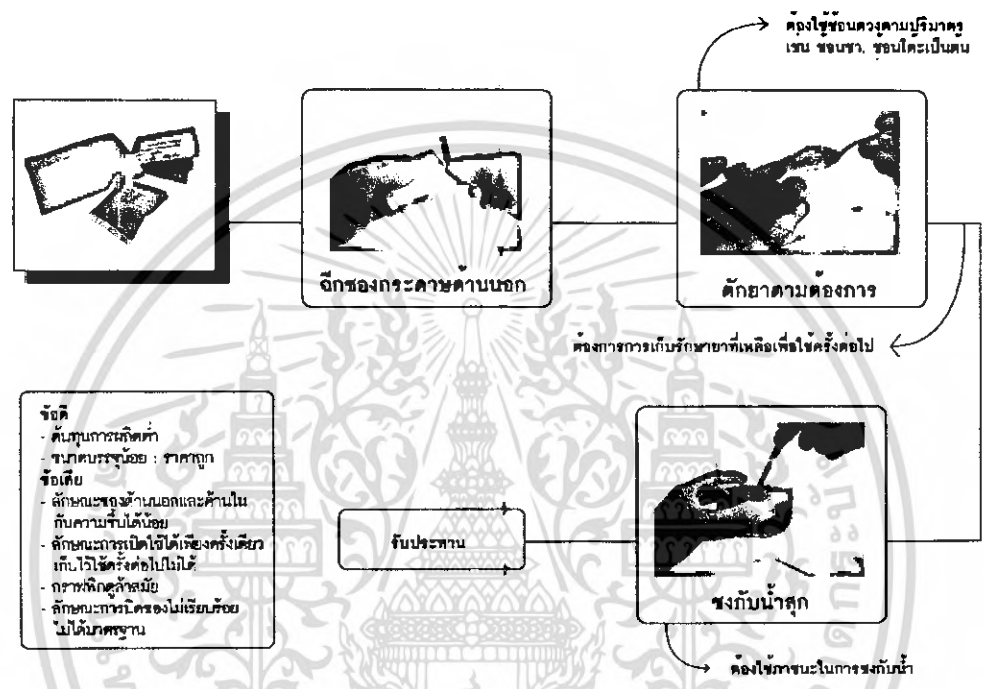 ต้องใช้ช้อนตวงตามปริมาตร
เช่น ช้อนชา, ช้อนโต๊ะเป็นต้น
ฉีกซองกระดาษด้านนอก
ตักยาตามต้องการ
ต้องการการเก็บรักษายาที่เหลือเพื่อใช้ครั้งต่อไป
ข้อดี
- ต้นทุนการผลิตต่ำ
- ขนาดบรรจุน้อย : ราคาถูก
ข้อเสีย
- ลักษณะซองด้านนอกและด้านใน
กันความชื้นได้น้อย
- ลักษณะการเปิดใช้ได้เพียงครั้งเดียว
เก็บไว้ใช้ครั้งต่อไปไม่ได้
- กราฟฟิกดูล้าสมัย
- ลักษณะการปิดซองไม่เรียบร้อย
ไม่ได้มาตรฐาน
รับประทาน
ชงกับน้ำสุก
ต้องใช้ภาชนะในการชงกับน้ำ